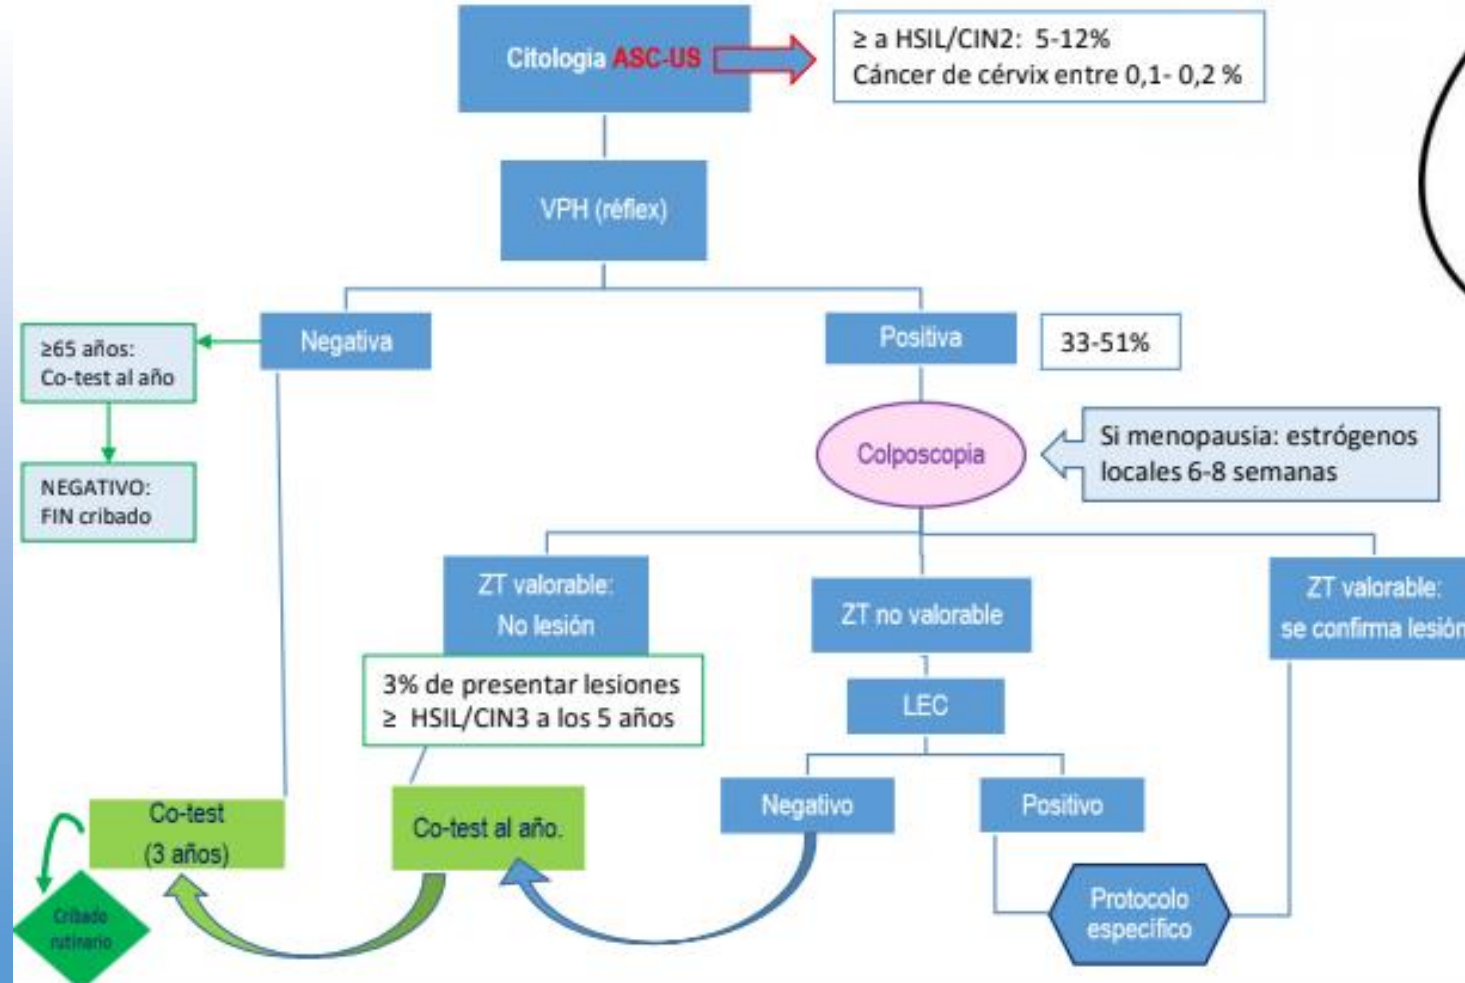 Citologia ASC-US
≥ a HSIL/CIN2: 5-12%
Cáncer de cérvix entre 0,1- 0,2 %
VPH (réflex)
Negativa
≥65 años:
Co-test al año
NEGATIVO:
FIN cribado
Positiva
33-51%
Colposcopia
Si menopausia: estrógenos
locales 6-8 semanas
ZT valorable:
No lesión
3% de presentar lesiones
≥ HSIL/CIN3 a los 5 años
ZT no valorable
LEC
ZT valorable:
se confirma lesión
Negativo
Positivo
Co-test
(3 años)
Co-test al año.
Cribado
rutinario
Protocolo
específico